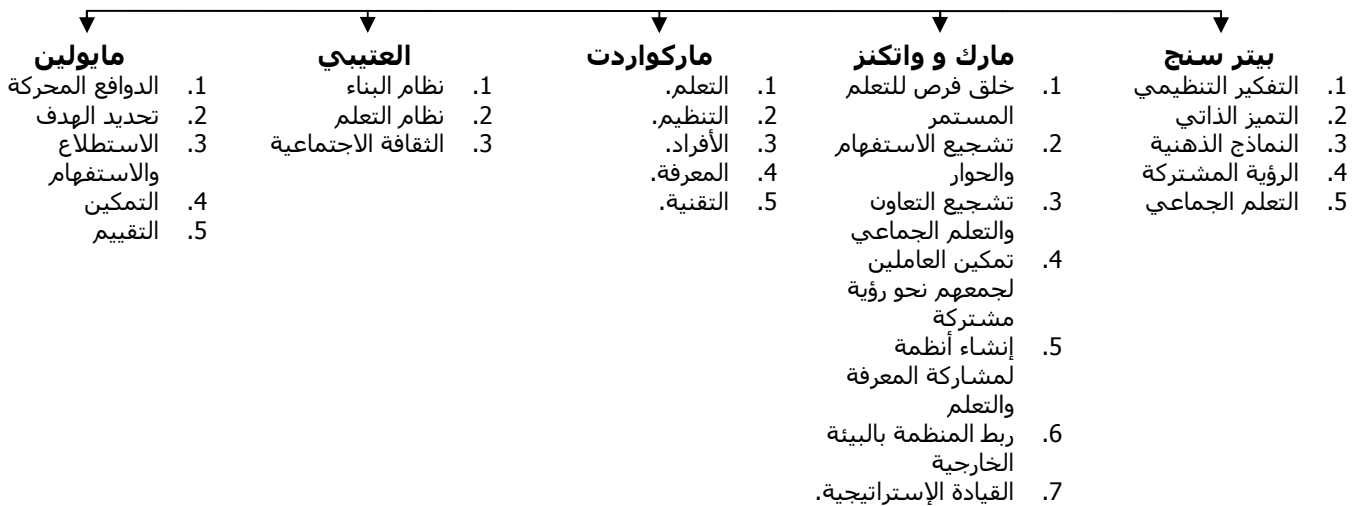 بيتر سنج
1. التفكير التنظيمي
2. التميز الذاتي
3. النماذج الذهنية
4. الرؤية المشتركة
5. التعلم الجماعي
مارك و واتكنز
1. خلق فرص للتعلم
المستمر
2. تشجيع الاستفهام
والحوار
3. تشجيع التعاون
والتعلم الجماعي
4. تمكين العاملين
لجمعهم نحو رؤية
مشتركة
5. إنشاء أنظمة
لمشاركة المعرفة
والتعلم
6. ربط المنظمة بالبيئة
الخارجية
7. القيادة الإستراتيجية.
ماركواردت
1. التعلم.
2. التنظيم.
3. الأفراد.
4. المعرفة.
5. التقنية.
العتيبي
1. نظام البناء
2. نظام التعلم
3. الثقافة الاجتماعية
مايولين
1. الدوافع المحركة
2. تحديد الهدف
3. الاستطلاع
والاستفهام
4. التمكين
5. التقييم